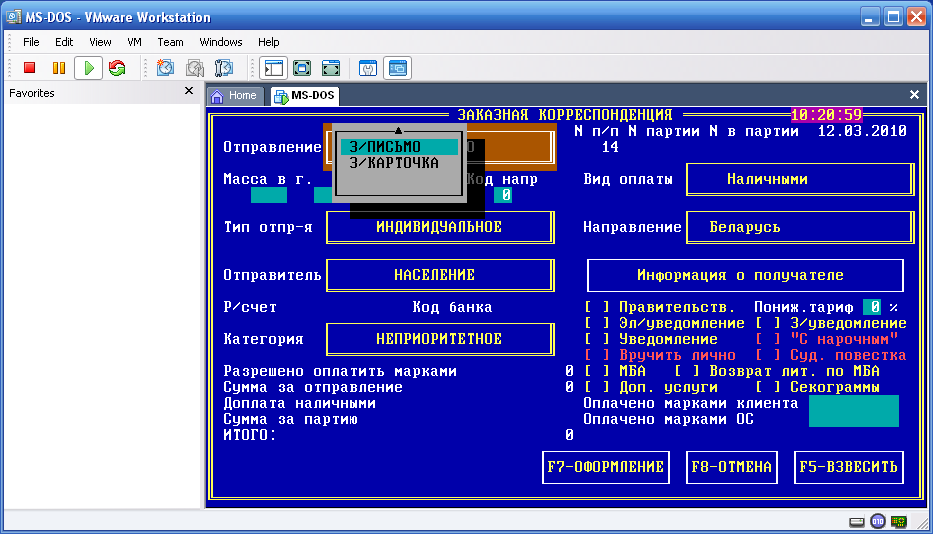 MS-DOS - VMware Workstation
File Edit View VM Team Windows Help
Favorites
Home MS-DOS
ЗАКАЗНАЯ КОРРЕСПОНДЕНЦИЯ 10:20:59
N п/п N партии N в партии 12.03.2010
Отправление З/ПИСЬМО О 14
З/КАРТОЧКА
Масса в г. Код напр Вид оплаты Наличными
0
Тип отпр-я ИНДИВИДУАЛЬНОЕ Направление Беларусь
Отправитель НАСЕЛЕНИЕ Информация о получателе
Р/счет Код банка [ ] Правительств. Пониж.тариф 0 %
[ ] Эл/уведомление [ ] З/уведомление
Категория НЕПРИОРИТЕТНОЕ [ ] Уведомление [ ] "С нарочным"
[ ] Вручить лично [ ] Суд. повестка
Разрешено оплатить марками 0 [ ] МБА [ ] Возврат лит. по МБА
Сумма за отправление 0 [ ] Доп. услуги [ ] Секограммы
Доплата наличными Оплачено марками клиента
Сумма за партию Оплачено марками ОС
ИТОГО: 0
F7-ОФОРМЛЕНИЕ F8-ОТМЕНА F5-ВЗВЕСИТЬ